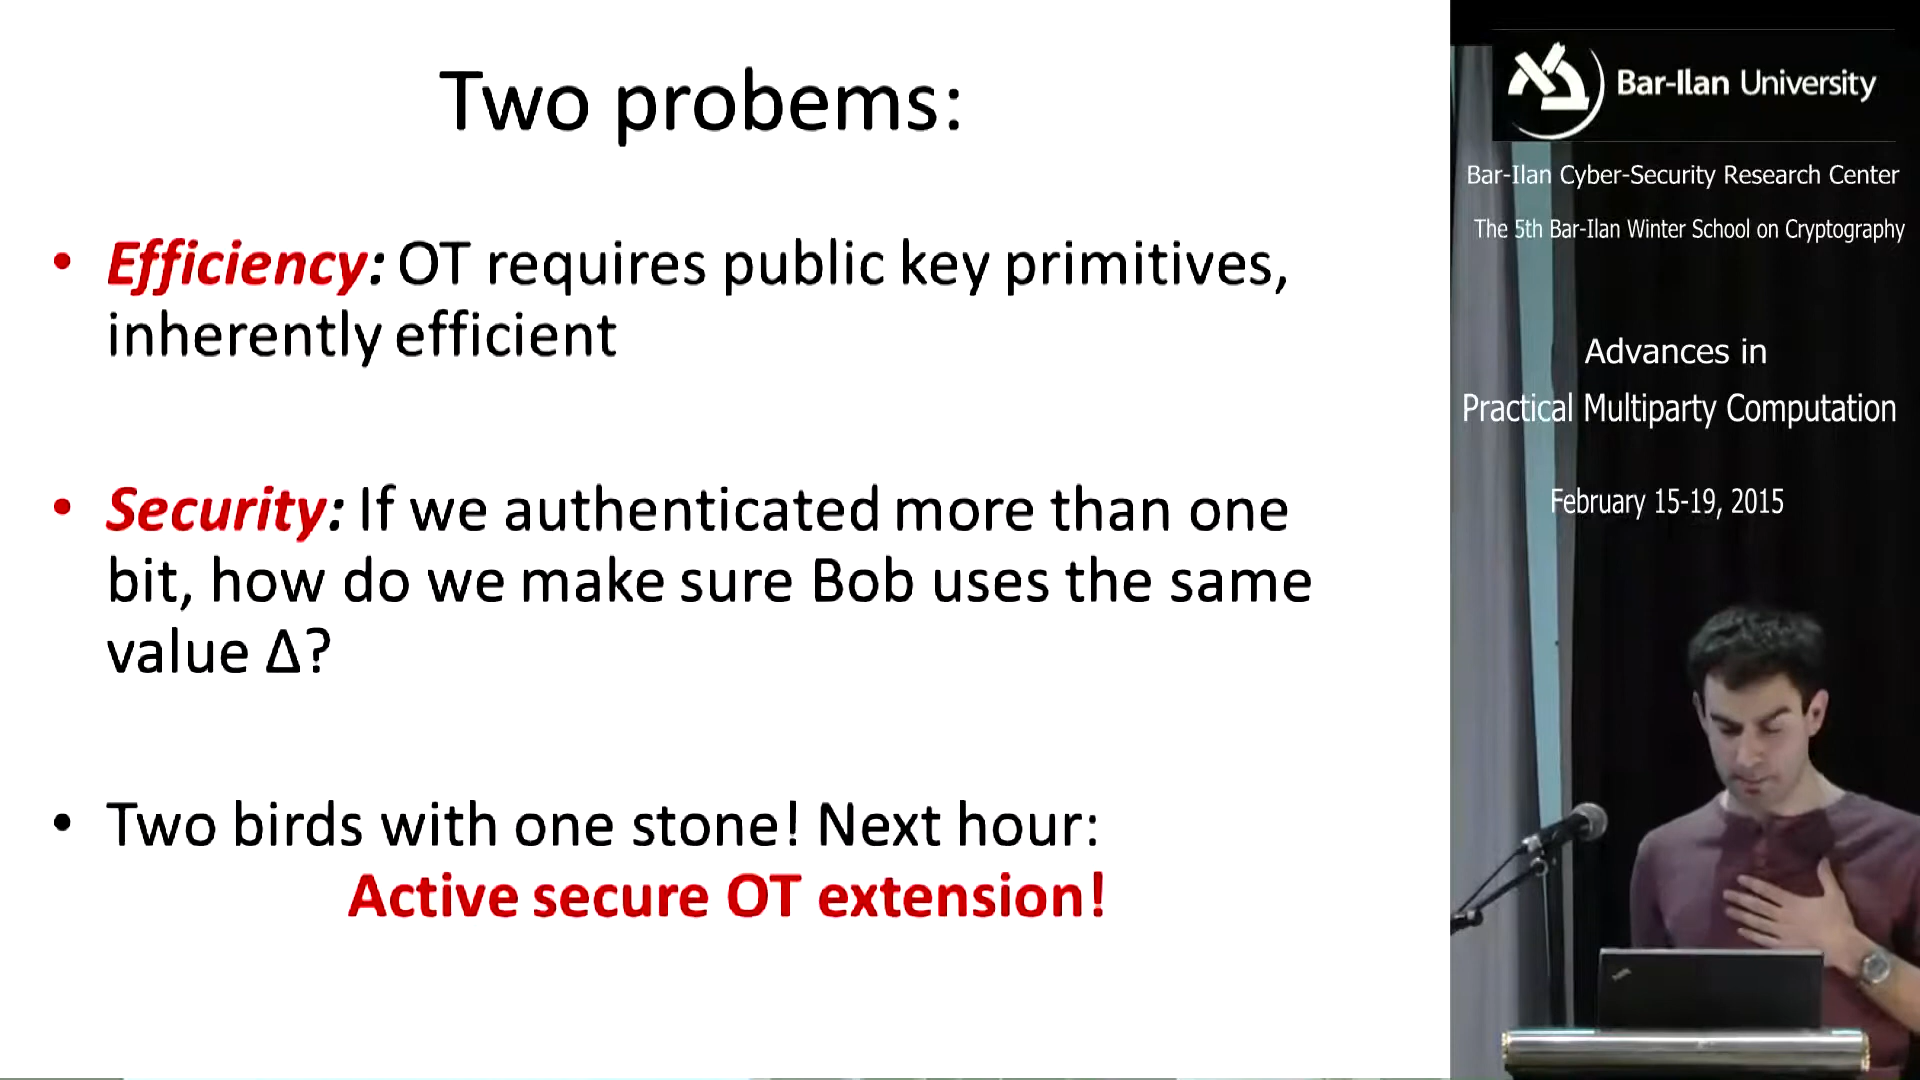 Two probems:
• Efficiency: OT requires public key primitives,
inherently efficient
• Security: If we authenticated more than one
bit, how do we make sure Bob uses the same
value Δ?
• Two birds with one stone! Next hour:
Active secure OT extension!
Bar-Ilan University
Bar-Ilan Cyber-Security Research Center
The 5th Bar-Ilan Winter School on Cryptography
Advances in
Practical Multiparty Computation
February 15-19, 2015